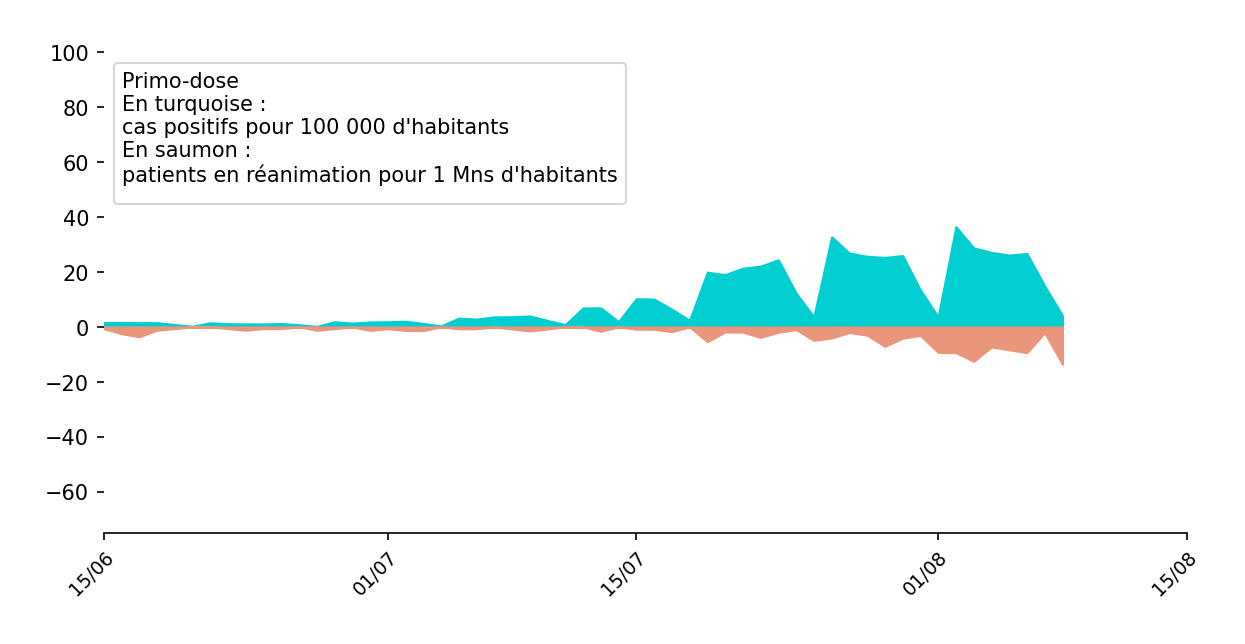 100
80
60
40
20
0
−20
−40
−60
Primo-dose
En turquoise :
cas positifs pour 100 000 d'habitants
En saumon :
patients en réanimation pour 1 Mns d'habitants
15/06
01/07
15/07
01/08
15/08